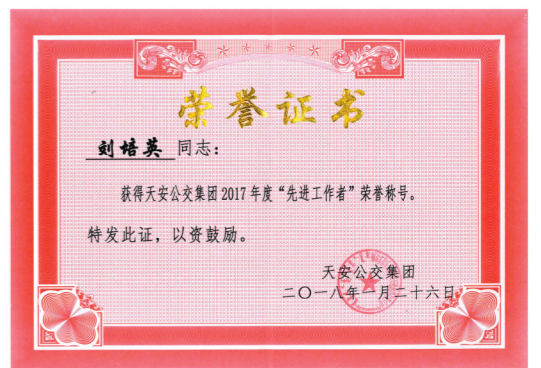 荣誉证书
刘培英 同志：
获得天安公交集团2017年度“先进工作者”荣誉称号。
特发此证，以资鼓励。
天安公交集团
二〇一八年一月二十六日